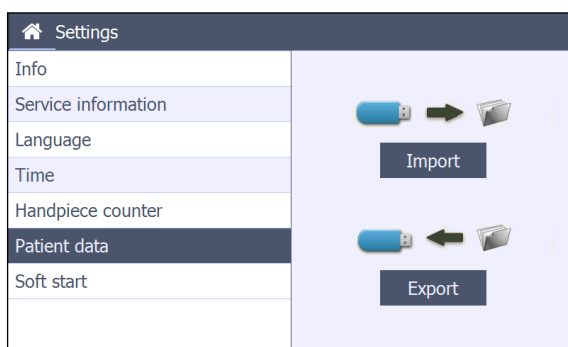 Settings
Info
Service information
Language
Time
Handpiece counter
Patient data
Soft start
Import
Export